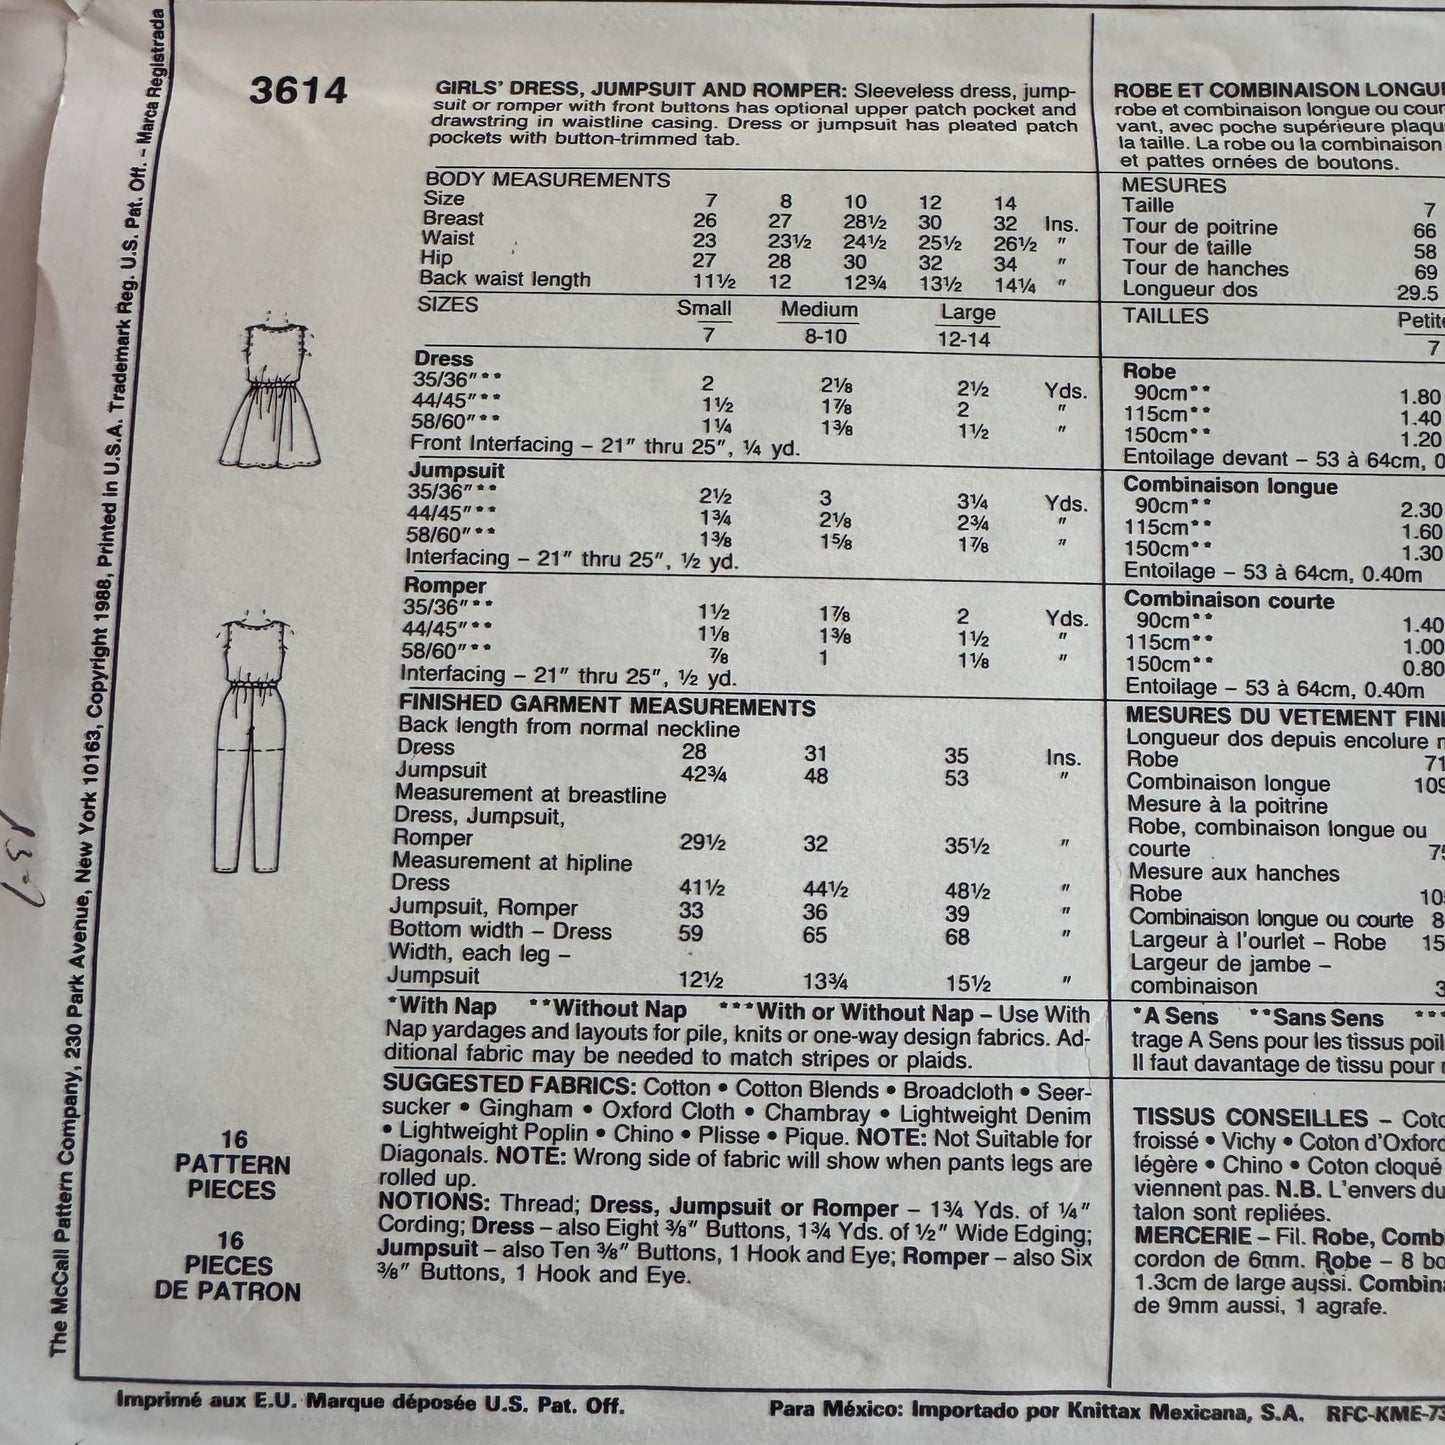 The McCall Pattern Company, 230 Park Avenue, New York 10163, Copyright 1988, Printed in U.S.A. Trademark Reg. U.S. Pat. Off. – Marca Registrada
3614
GIRLS' DRESS, JUMPSUIT AND ROMPER: Sleeveless dress, jump-
suit or romper with front buttons has optional upper patch pocket and
drawstring in waistline casing. Dress or jumpsuit has pleated patch
pockets with button-trimmed tab.
BODY MEASUREMENTS
Size 7 8 10 12 14
Breast 26 27 28½ 30 32 Ins.
Waist 23 23½ 24½ 25½ 26½ "
Hip 27 28 30 32 34 "
Back waist length 11½ 12 12¾ 13½ 14¼ "
SIZES Small Medium Large
7 8-10 12-14
Dress
35/36"** 2 2⅛ 2½ Yds.
44/45"** 1½ 1⅞ 2 "
58/60"** 1¼ 1⅜ 1½ "
Front Interfacing – 21" thru 25", ¼ yd.
Jumpsuit
35/36"** 2½ 3 3¼ Yds.
44/45"** 1¾ 2⅛ 2¾ "
58/60"** 1⅜ 1⅝ 1⅞ "
Interfacing – 21" thru 25", ½ yd.
Romper
35/36"** 1½ 1⅞ 2 Yds.
44/45"** 1⅛ 1⅜ 1½ "
58/60"** ⅞ 1 1⅛ "
Interfacing – 21" thru 25", ½ yd.
FINISHED GARMENT MEASUREMENTS
Back length from normal neckline
Dress 28 31 35 Ins.
Jumpsuit 42¾ 48 53 "
Measurement at breastline
Dress, Jumpsuit,
Romper 29½ 32 35½ "
Measurement at hipline
Dress 41½ 44½ 48½ "
Jumpsuit, Romper 33 36 39 "
Bottom width – Dress 59 65 68 "
Width, each leg –
Jumpsuit 12½ 13¾ 15½ "
*With Nap **Without Nap ***With or Without Nap – Use With
Nap yardages and layouts for pile, knits or one-way design fabrics. Ad-
ditional fabric may be needed to match stripes or plaids.
SUGGESTED FABRICS: Cotton • Cotton Blends • Broadcloth • Seer-
sucker • Gingham • Oxford Cloth • Chambray • Lightweight Denim
• Lightweight Poplin • Chino • Plisse • Pique. NOTE: Not Suitable for
Diagonals. NOTE: Wrong side of fabric will show when pants legs are
rolled up.
NOTIONS: Thread; Dress, Jumpsuit or Romper – 1¾ Yds. of ¼"
Cording; Dress – also Eight ⅜" Buttons, 1¾ Yds. of ½" Wide Edging;
Jumpsuit – also Ten ⅜" Buttons, 1 Hook and Eye; Romper – also Six
⅜" Buttons, 1 Hook and Eye.
16
PATTERN
PIECES
16
PIECES
DE PATRON
ROBE ET COMBINAISON LONGU
robe et combinaison longue ou cour
vant, avec poche supérieure plaqu
la taille. La robe ou la combinaison
et pattes ornées de boutons.
MESURES
Taille 7
Tour de poitrine 66
Tour de taille 58
Tour de hanches 69
Longueur dos 29.5
TAILLES Petite
7
Robe
90cm** 1.80
115cm** 1.40
150cm** 1.20
Entoilage devant – 53 à 64cm, 0
Combinaison longue
90cm** 2.30
115cm** 1.60
150cm** 1.30
Entoilage – 53 à 64cm, 0.40m
Combinaison courte
90cm** 1.40
115cm** 1.00
150cm** 0.80
Entoilage – 53 à 64cm, 0.40m
MESURES DU VETEMENT FINI
Longueur dos depuis encolure n
Robe 71
Combinaison longue 109
Mesure à la poitrine
Robe, combinaison longue ou
courte 75
Mesure aux hanches
Robe 10
Combinaison longue ou courte 8
Largeur à l'ourlet – Robe 15
Largeur de jambe –
combinaison 3
*A Sens **Sans Sens ***
trage A Sens pour les tissus poil
Il faut davantage de tissu pour
TISSUS CONSEILLES – Coto
froissé • Vichy • Coton d'Oxford
légère • Chino • Coton cloqué
viennent pas. N.B. L'envers du
talon sont repliées.
MERCERIE – Fil. Robe, Comb
cordon de 6mm. Robe – 8 bo
1.3cm de large aussi. Combina
de 9mm aussi, 1 agrafe.
Imprimé aux E.U. Marque déposée U.S. Pat. Off.
Para México: Importado por Knittax Mexicana, S.A. RFC-KME-73